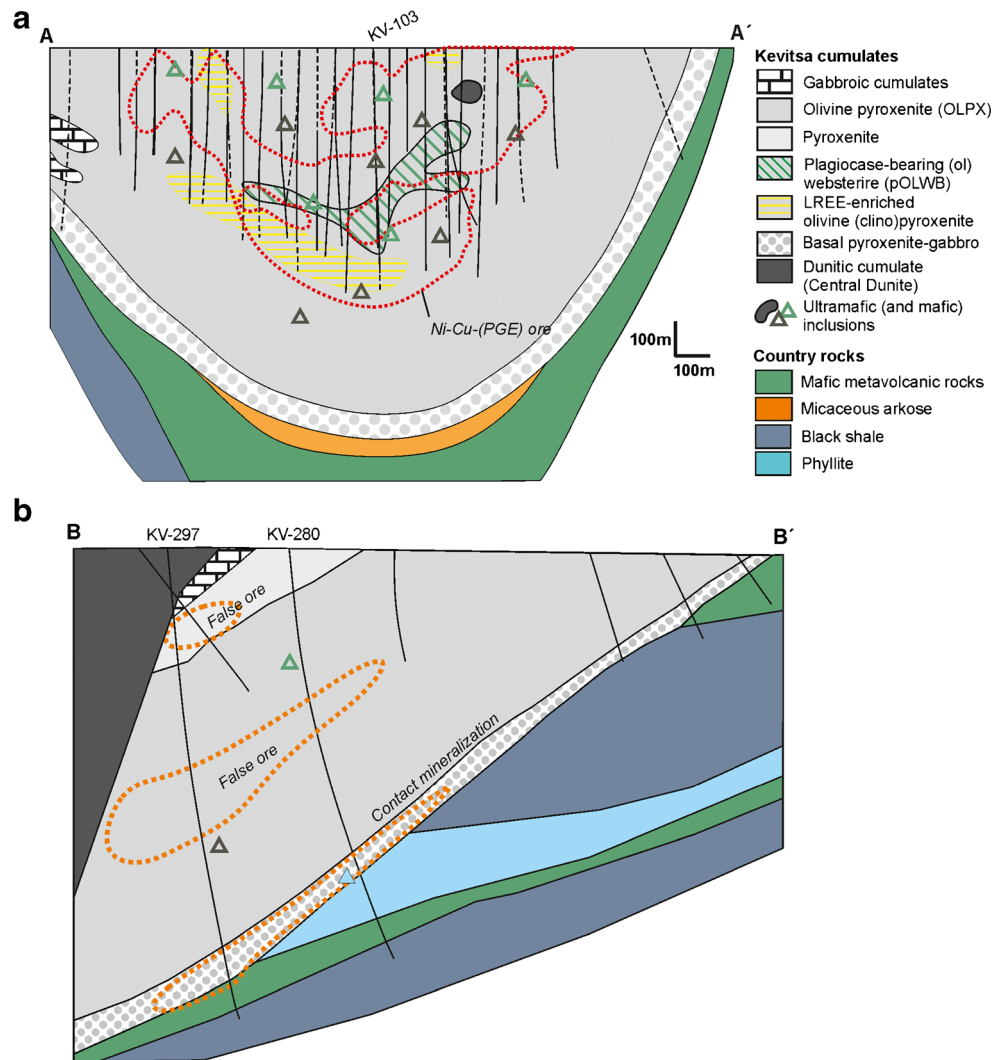 a
A
KV-103
A´
Ni-Cu-(PGE) ore
100m
100m
Kevitsa cumulates
Gabbroic cumulates
Olivine pyroxenite (OLPX)
Pyroxenite
Plagiocase-bearing (ol)
websterire (pOLWB)
LREE-enriched
olivine (clino)pyroxenite
Basal pyroxenite-gabbro
Dunitic cumulate
(Central Dunite)
Ultramafic (and mafic)
inclusions
Country rocks
Mafic metavolcanic rocks
Micaceous arkose
Black shale
Phyllite
b
B
KV-297
KV-280
B´
False ore
False ore
Contact mineralization